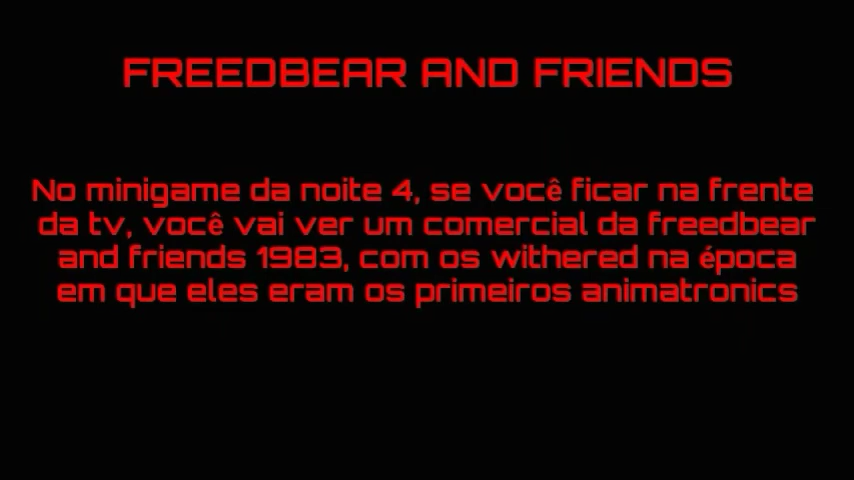 FREEDBEAR AND FRIENDS
No minigame da noite 4, se você ficar na frente
da tv, você vai ver um comercial da freedbear
and friends 1983, com os withered na época
em que eles eram os primeiros animatronics